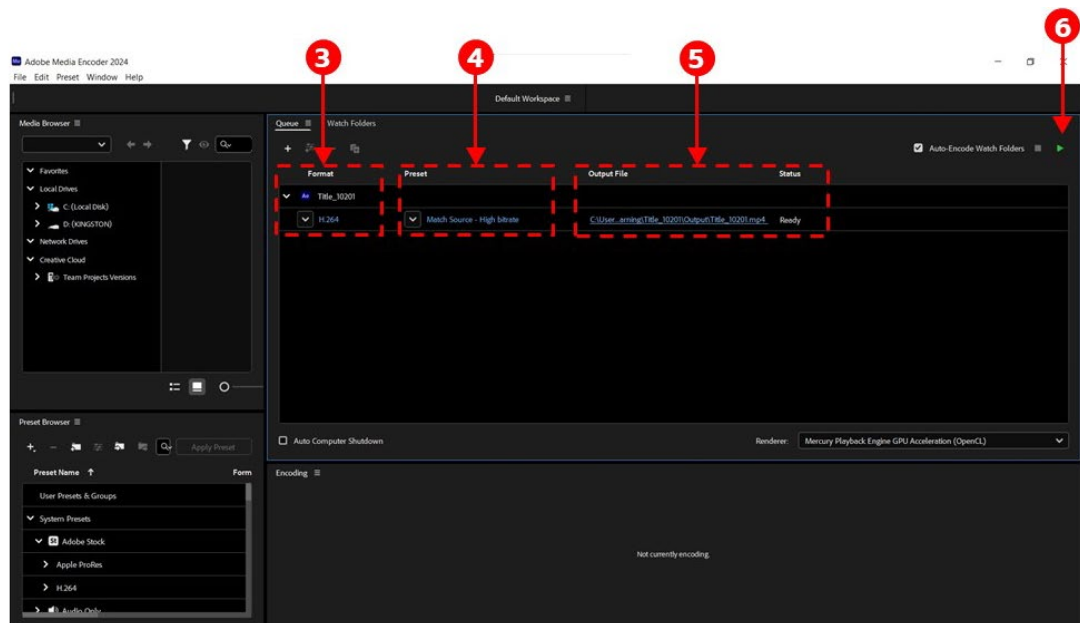 3
4
5
6
Me Adobe Media Encoder 2024
File Edit Preset Window Help
Default Workspace
Media Browser
Favorites
Local Drives
C: (Local Disk)
D: (KINGSTON)
Network Drives
Creative Cloud
Team Projects Versions
Queue Watch Folders
Auto-Encode Watch Folders
Format Preset Output File Status
Ae Title_10201
H.264 Match Source - High bitrate C:\User...arning\Title_10201\Output\Title_10201.mp4 Ready
Auto Computer Shutdown
Renderer: Mercury Playback Engine GPU Acceleration (OpenCL)
Preset Browser
Apply Preset
Preset Name Form
User Presets & Groups
System Presets
St Adobe Stock
Apple ProRes
H.264
Audio Only
Encoding
Not currently encoding.